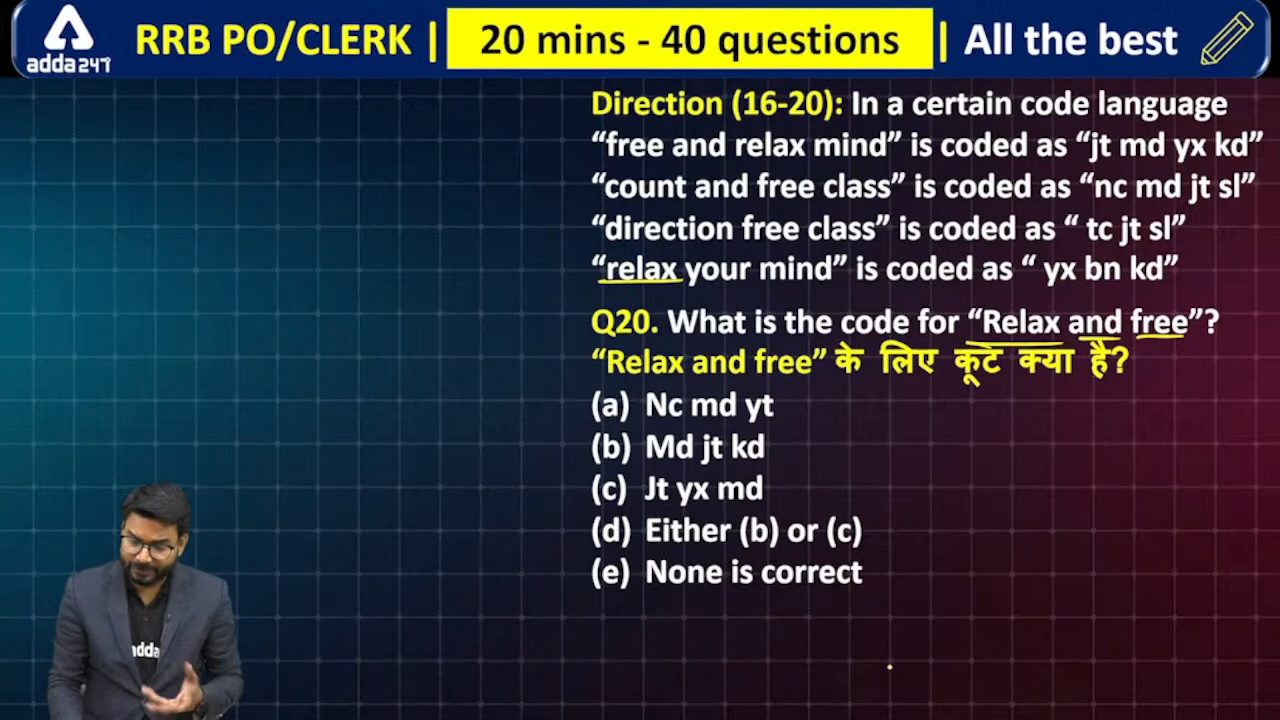 adda247
RRB PO/CLERK | 20 mins - 40 questions | All the best
Direction (16-20): In a certain code language
“free and relax mind” is coded as “jt md yx kd”
“count and free class” is coded as “nc md jt sl”
“direction free class” is coded as “ tc jt sl”
“relax your mind” is coded as “ yx bn kd”
Q20. What is the code for “Relax and free”?
“Relax and free” के लिए कूट क्या है?
(a) Nc md yt
(b) Md jt kd
(c) Jt yx md
(d) Either (b) or (c)
(e) None is correct
adda